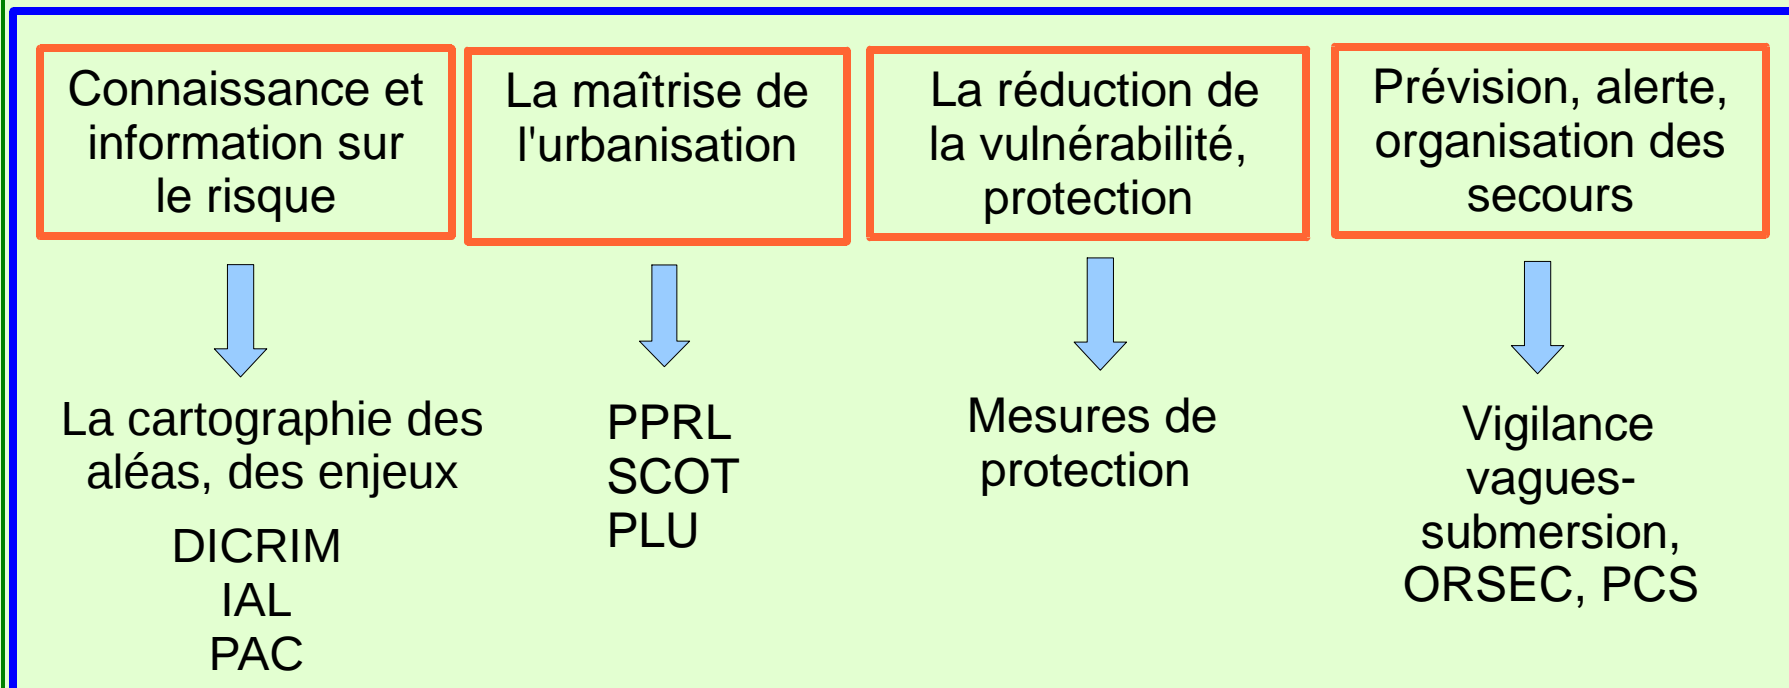 Connaissance et
information sur
le risque
La maîtrise de
l'urbanisation
La réduction de
la vulnérabilité,
protection
Prévision, alerte,
organisation des
secours
La cartographie des
aléas, des enjeux
DICRIM
IAL
PAC
PPRL
SCOT
PLU
Mesures de
protection
Vigilance
vagues-
submersion,
ORSEC, PCS